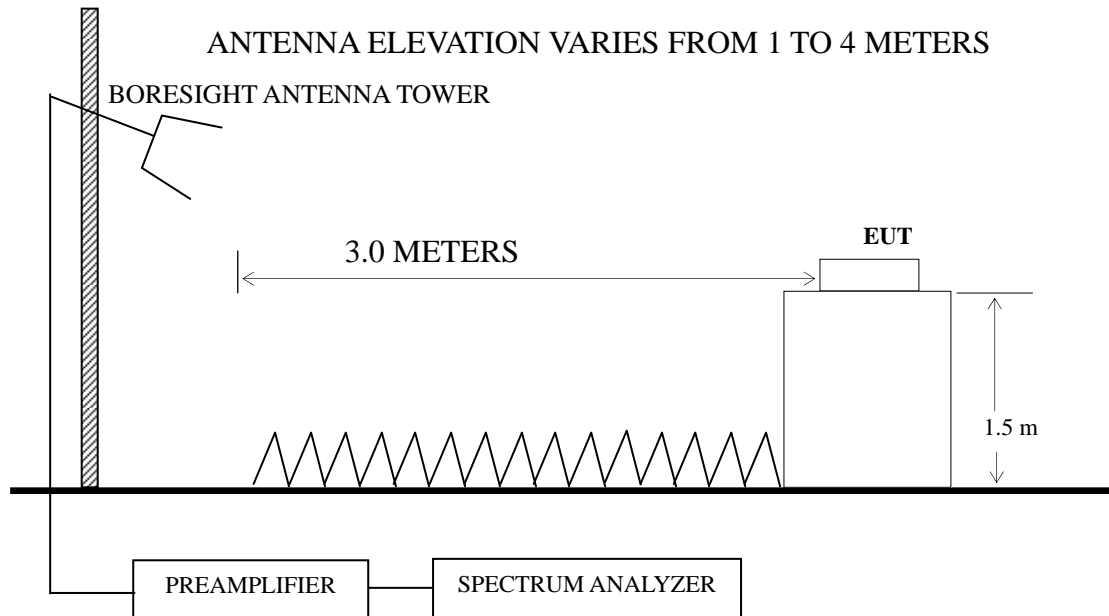 ANTENNA ELEVATION VARIES FROM 1 TO 4 METERS
BORESIGHT ANTENNA TOWER
EUT
3.0 METERS
1.5 m
PREAMPLIFIER
SPECTRUM ANALYZER